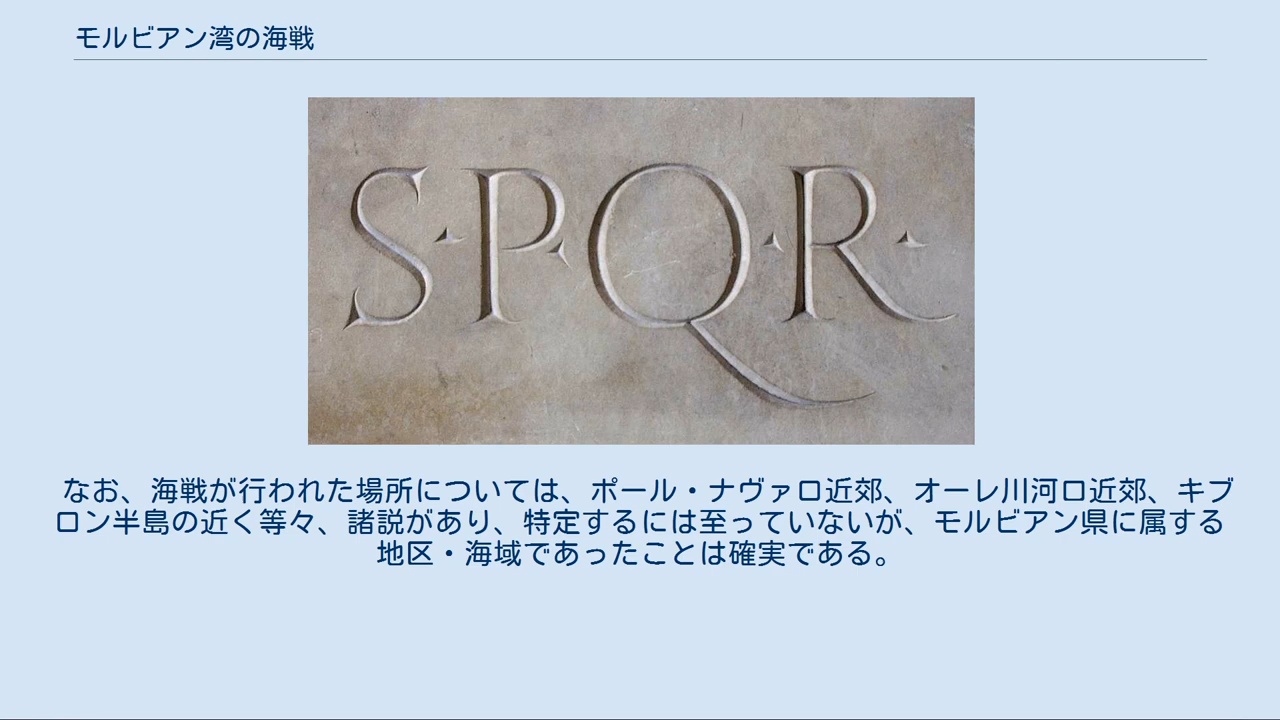 モルビアン湾の海戦
S·P·Q·R·
なお、海戦が行われた場所については、ポール・ナヴァロ近郊、オーレ川河口近郊、キブ
ロン半島の近く等々、諸説があり、特定するには至っていないが、モルビアン県に属する
地区・海域であったことは確実である。